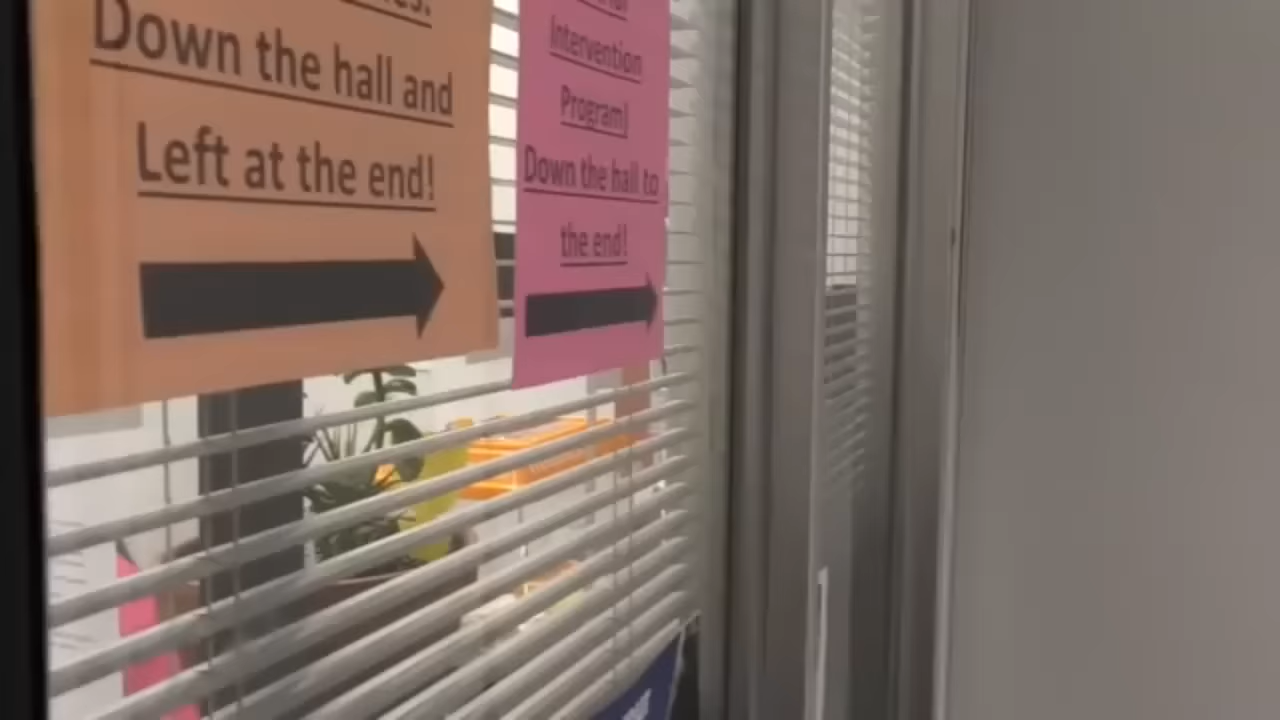 Down the hall and
Left at the end!
Intervention
Program)
Down the hall to
the end!